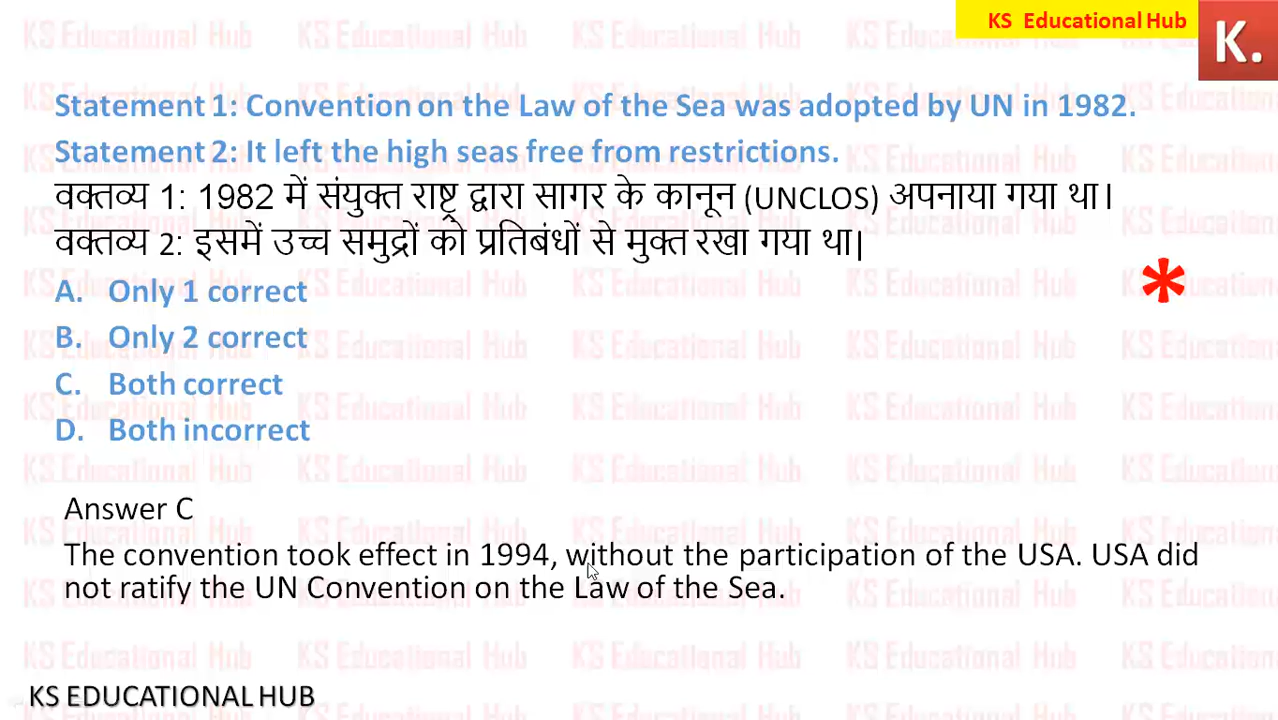 KS Educational Hub
K.
Statement 1: Convention on the Law of the Sea was adopted by UN in 1982.
Statement 2: It left the high seas free from restrictions.
वक्तव्य 1: 1982 में संयुक्त राष्ट्र द्वारा सागर के कानून (UNCLOS) अपनाया गया था।
वक्तव्य 2: इसमें उच्च समुद्रों को प्रतिबंधों से मुक्त रखा गया था।
*
A. Only 1 correct
B. Only 2 correct
C. Both correct
D. Both incorrect
Answer C
The convention took effect in 1994, without the participation of the USA. USA did
not ratify the UN Convention on the Law of the Sea.
KS EDUCATIONAL HUB